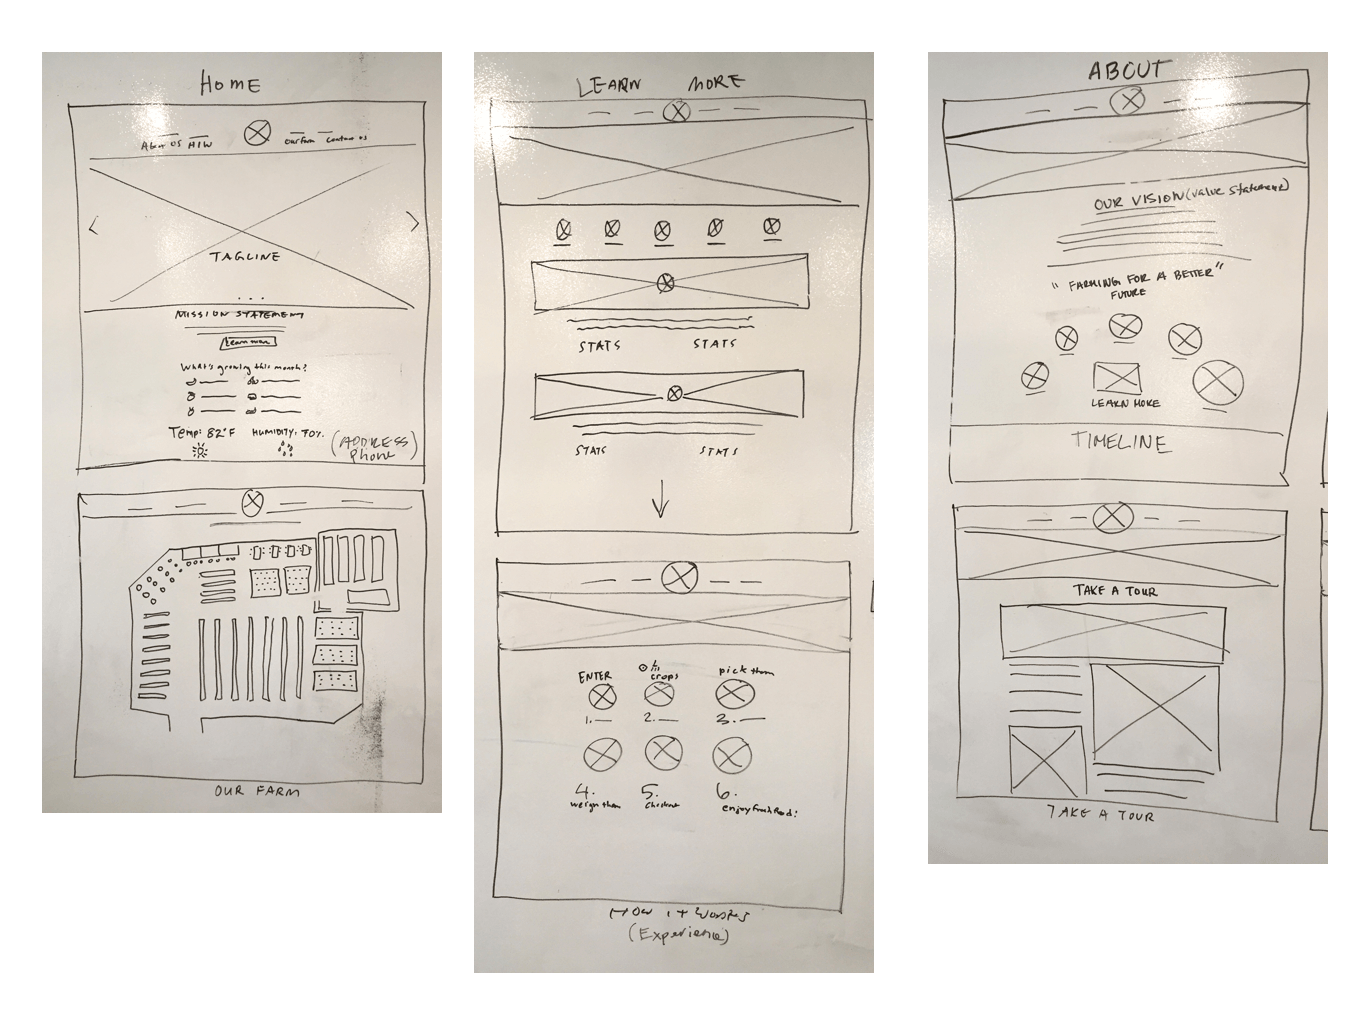 HOME
About US HIW Our farm Contact us
< >
TAGLINE
...
MISSION STATEMENT
Learn more
What's growing this month?
Temp: 82°F HUMIDITY: 70%
(ADDRESS)
Phone
OUR FARM
LEARN MORE
STATS STATS
STATS STATS
ENTER crops pick them
1. 2. 3.
4. 5. 6.
weigh them checkout enjoy fresh food!
HOW IT WORKS
(Experience)
ABOUT
OUR VISION (value statement)
"FARMING FOR A BETTER"
FUTURE
LEARN MORE
TIMELINE
TAKE A TOUR
TAKE A TOUR